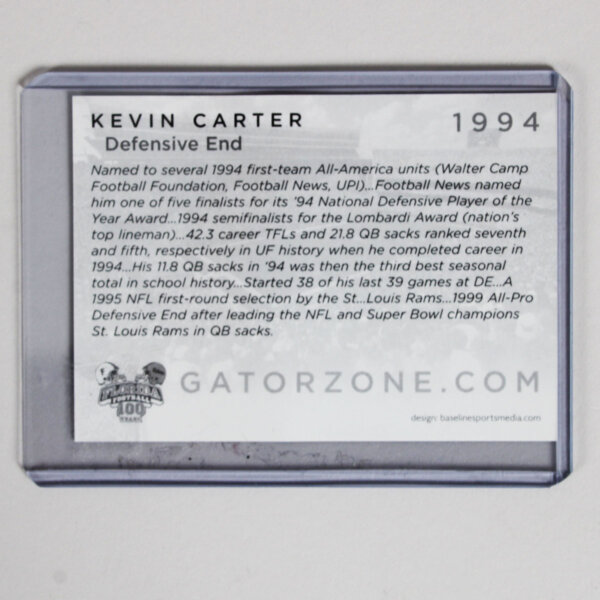 KEVIN CARTER 1994
Defensive End
Named to several 1994 first-team All-America units (Walter Camp
Football Foundation, Football News, UPI)...Football News named
him one of five finalists for its '94 National Defensive Player of the
Year Award...1994 semifinalists for the Lombardi Award (nation's
top lineman)...42.3 career TFLs and 21.8 QB sacks ranked seventh
and fifth, respectively in UF history when he completed career in
1994...His 11.8 QB sacks in '94 was then the third best seasonal
total in school history...Started 38 of his last 39 games at DE...A
1995 NFL first-round selection by the St...Louis Rams...1999 All-Pro
Defensive End after leading the NFL and Super Bowl champions
St. Louis Rams in QB sacks.
FLORIDA
FOOTBALL
100
YEARS
GATORZONE.COM
design: baselinesportsmedia.com